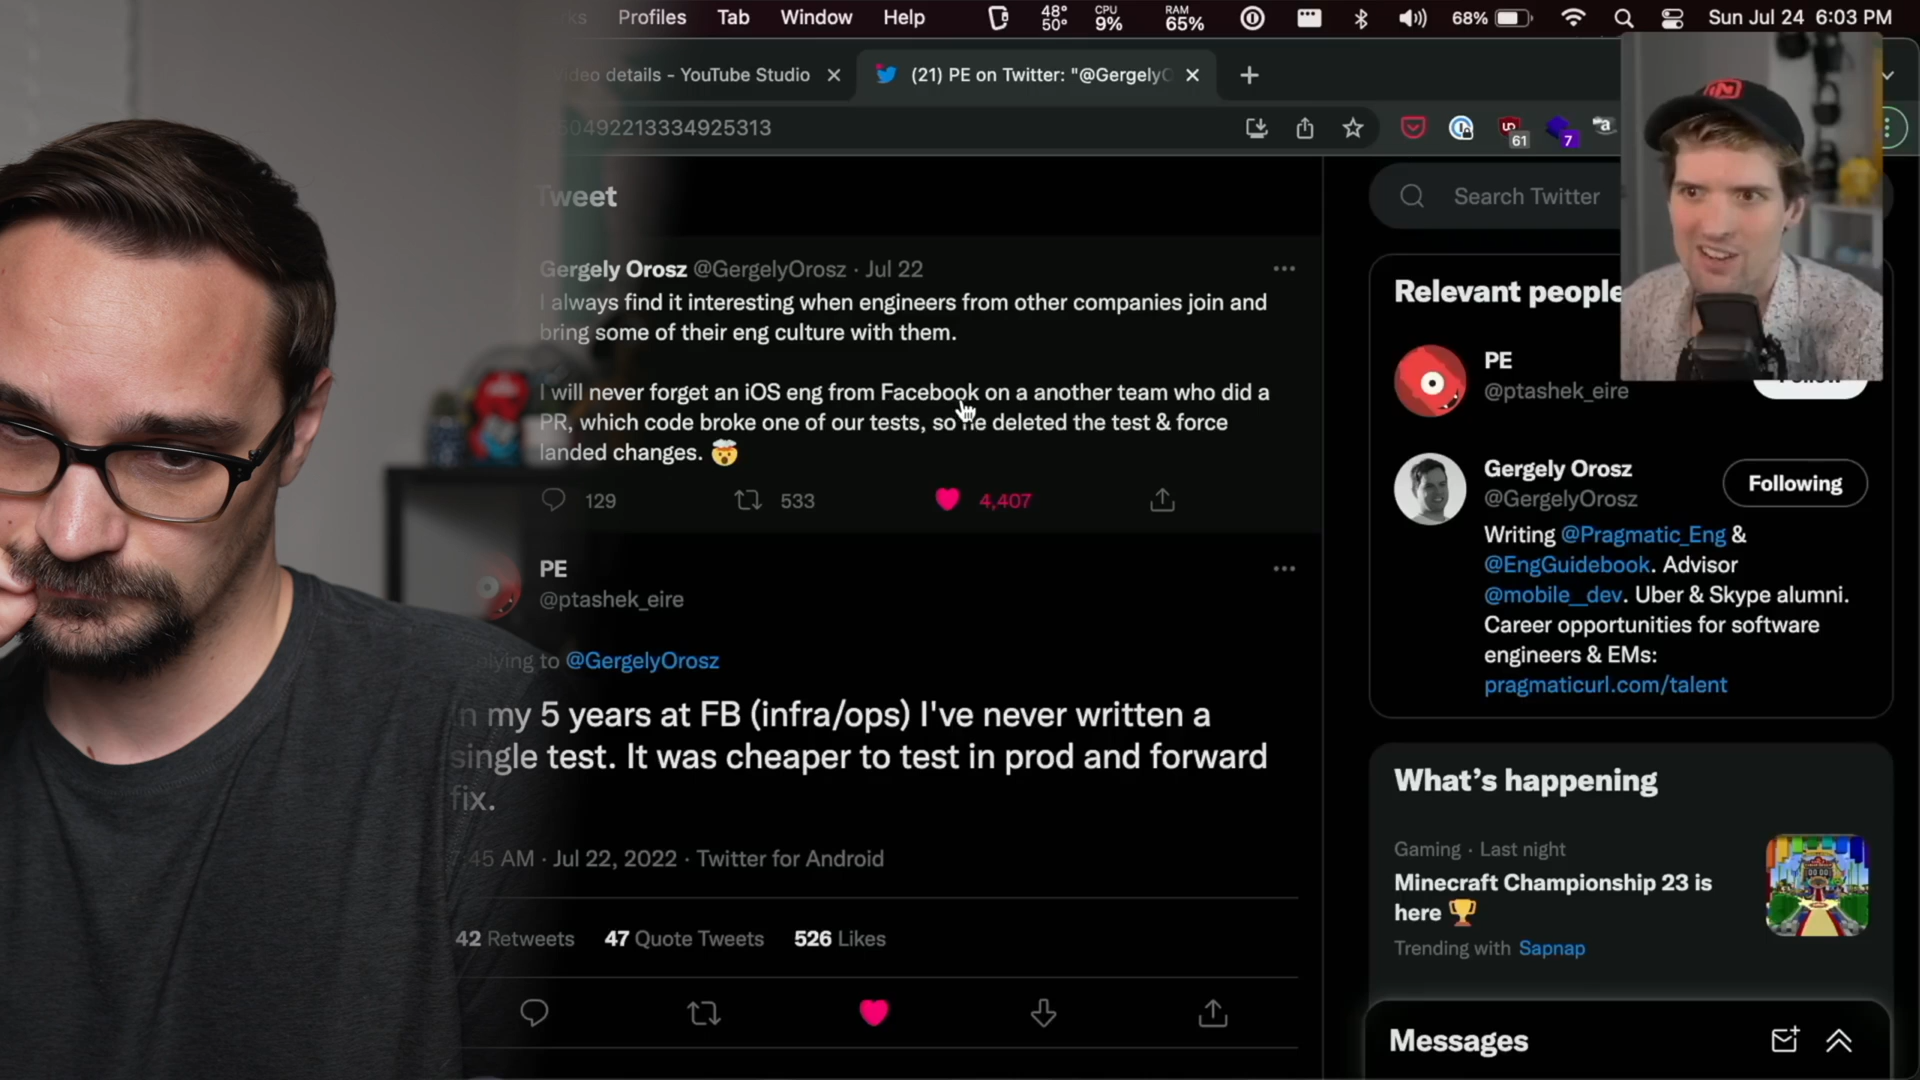 Profiles Tab Window Help 48° 50° CPU 9% RAM 65% 68% Sun Jul 24 6:03 PM
video details - YouTube Studio
(21) PE on Twitter: "@GergelyO
50492213334925313
61
7
a
Tweet
Search Twitter
Gergely Orosz @GergelyOrosz · Jul 22
I always find it interesting when engineers from other companies join and
bring some of their eng culture with them.
I will never forget an iOS eng from Facebook on a another team who did a
PR, which code broke one of our tests, so he deleted the test & force
landed changes. 🤯
129 533 4,407
PE
@ptashek_eire
Replying to @GergelyOrosz
In my 5 years at FB (infra/ops) I've never written a
single test. It was cheaper to test in prod and forward
fix.
7:45 AM · Jul 22, 2022 · Twitter for Android
42 Retweets 47 Quote Tweets 526 Likes
Relevant people
PE
@ptashek_eire
Gergely Orosz
@GergelyOrosz
Following
Writing @Pragmatic_Eng &
@EngGuidebook. Advisor
@mobile__dev. Uber & Skype alumni.
Career opportunities for software
engineers & EMs:
pragmaticurl.com/talent
What's happening
Gaming · Last night
Minecraft Championship 23 is
here 🏆
Trending with Sapnap
Messages